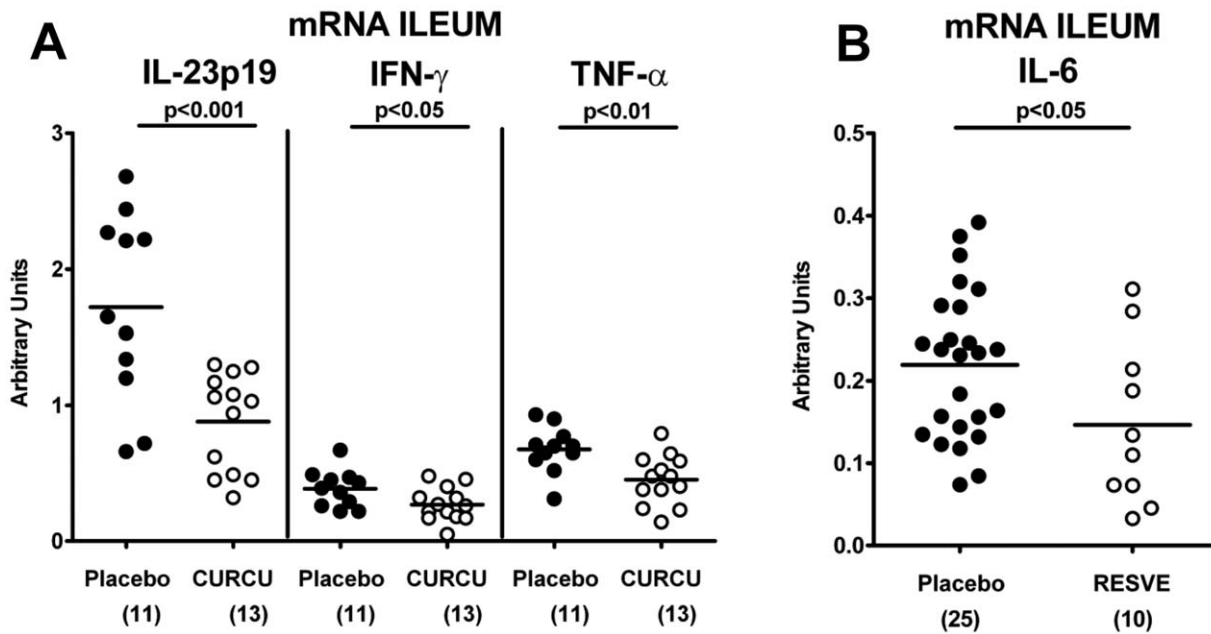 A
mRNA ILEUM
IL-23p19 IFN-γ TNF-α
p<0.001 p<0.05 p<0.01
Arbitrary Units
3
2
1
0
Placebo CURCU Placebo CURCU Placebo CURCU
(11) (13) (11) (13) (11) (13)
B
mRNA ILEUM
IL-6
p<0.05
Arbitrary Units
0.5
0.4
0.3
0.2
0.1
0.0
Placebo RESVE
(25) (10)